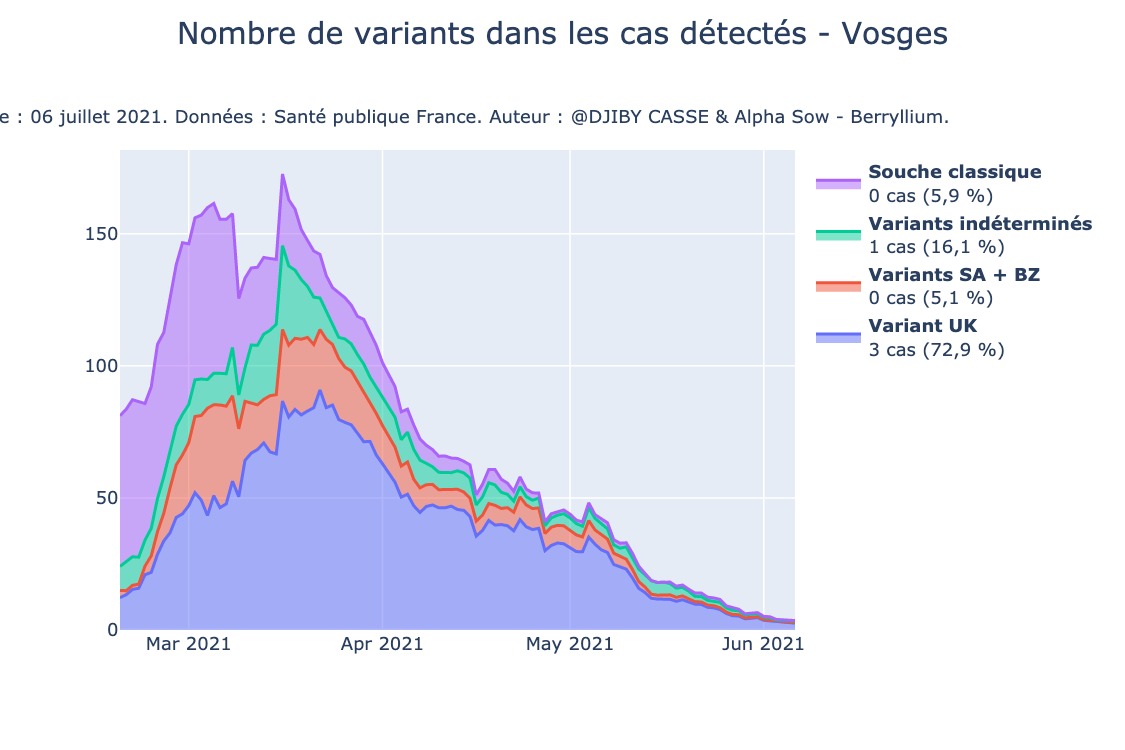 Nombre de variants dans les cas détectés - Vosges
e : 06 juillet 2021. Données : Santé publique France. Auteur : @DJIBY CASSE & Alpha Sow - Berryllium.
Souche classique
0 cas (5,9 %)
Variants indéterminés
1 cas (16,1 %)
Variants SA + BZ
0 cas (5,1 %)
Variant UK
3 cas (72,9 %)
150
100
50
0
Mar 2021
Apr 2021
May 2021
Jun 2021